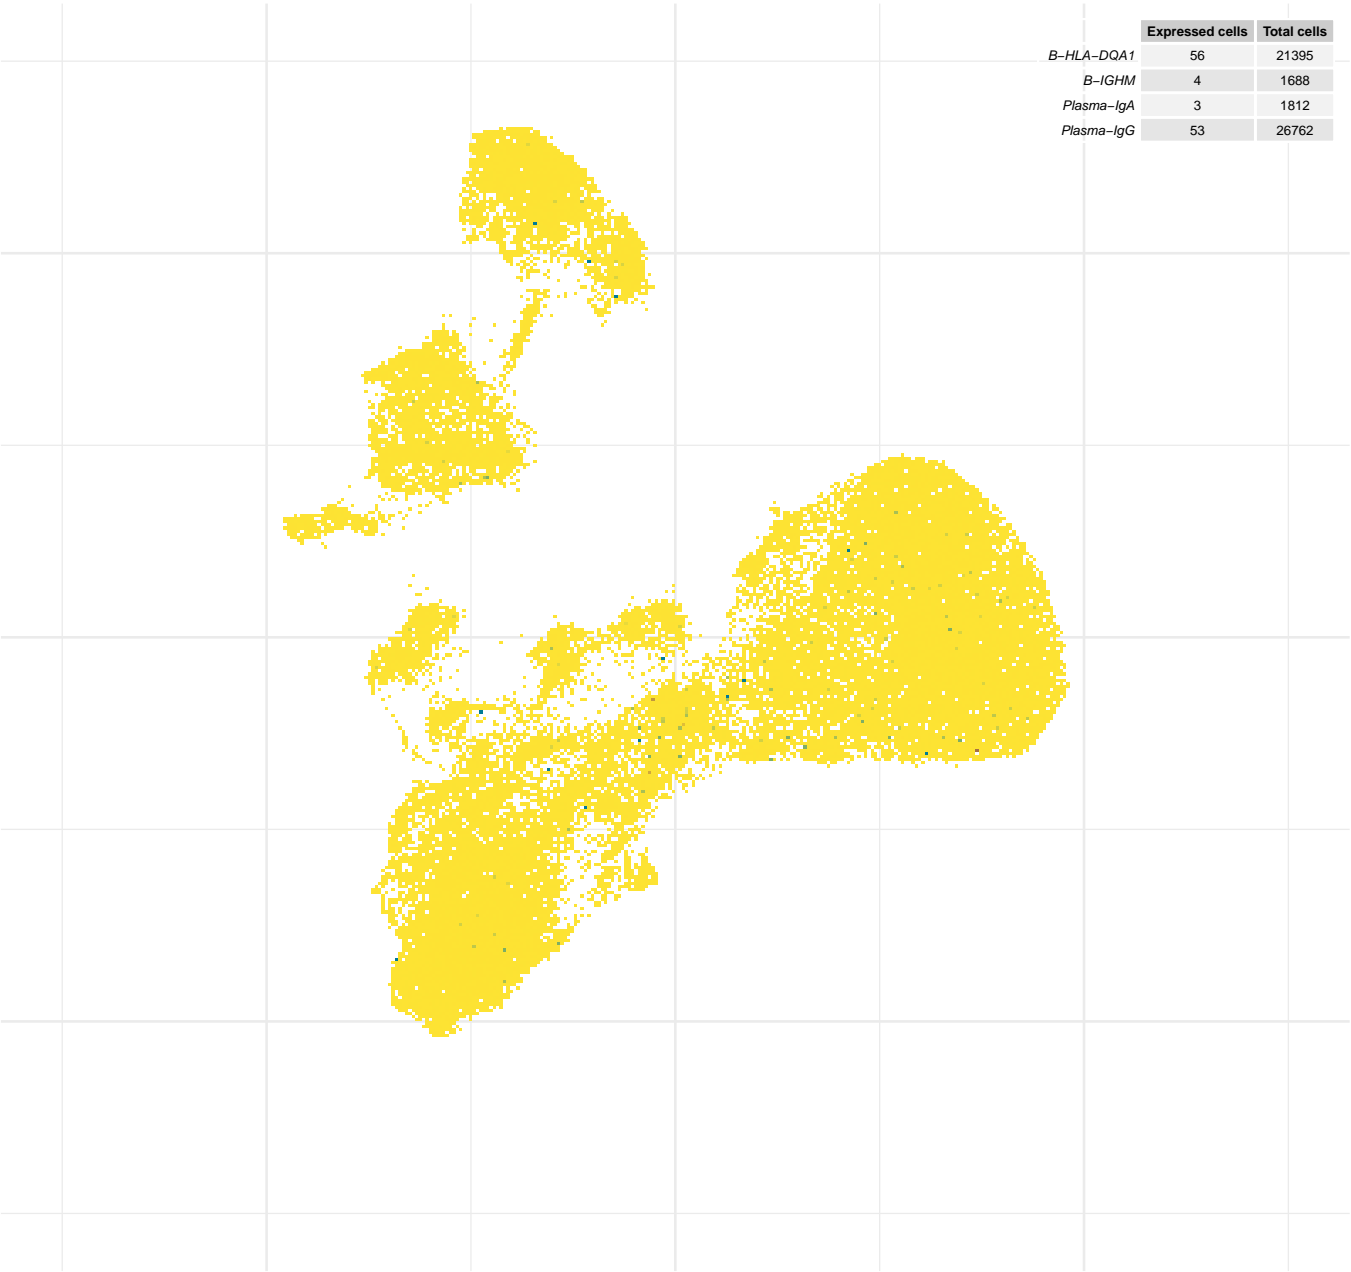 Expressed cells Total cells
B−HLA−DQA1 56 21395
B−IGHM 4 1688
Plasma−IgA 3 1812
Plasma−IgG 53 26762